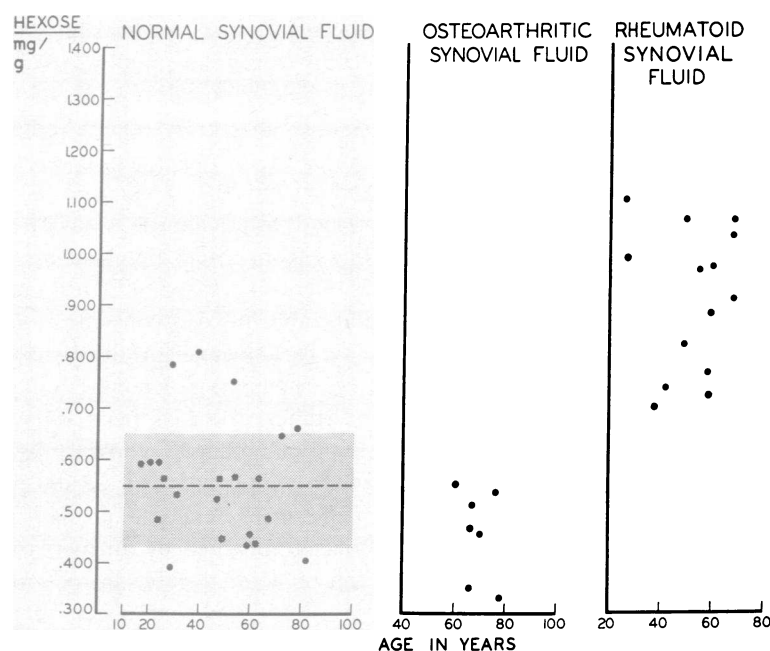 HEXOSE
mg/
g
NORMAL SYNOVIAL FLUID
OSTEOARTHRITIC
SYNOVIAL FLUID
RHEUMATOID
SYNOVIAL
FLUID
1.400
1.300
1.200
1.100
1.000
.900
.800
.700
.600
.500
.400
.300
10 20 40 60 80 100
40 60 80 100
20 40 60 80
AGE IN YEARS